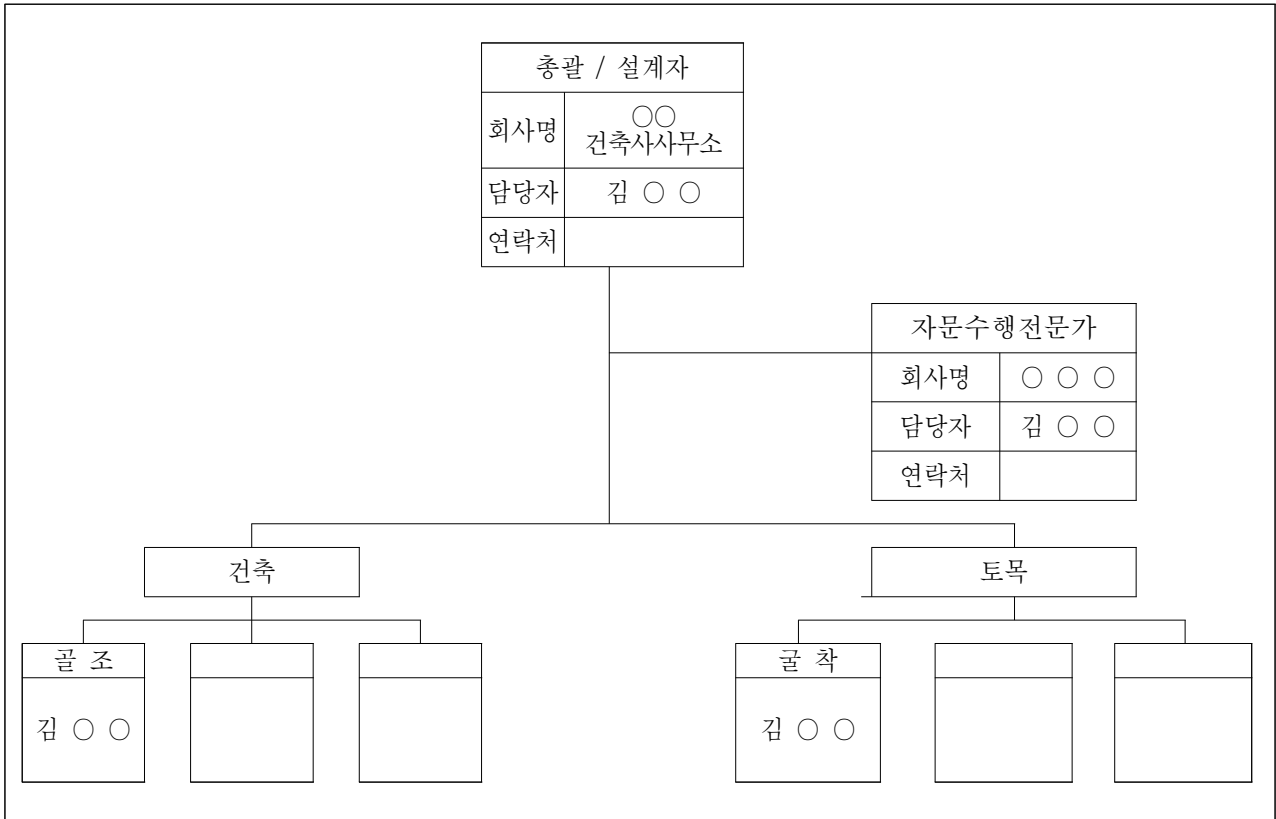 총괄 / 설계자
회사명
○○
건축사사무소
담당자
김 ○ ○
연락처
자문수행전문가
회사명
○ ○ ○
담당자
김 ○ ○
연락처
건축
토목
골 조
김 ○ ○
굴 착
김 ○ ○